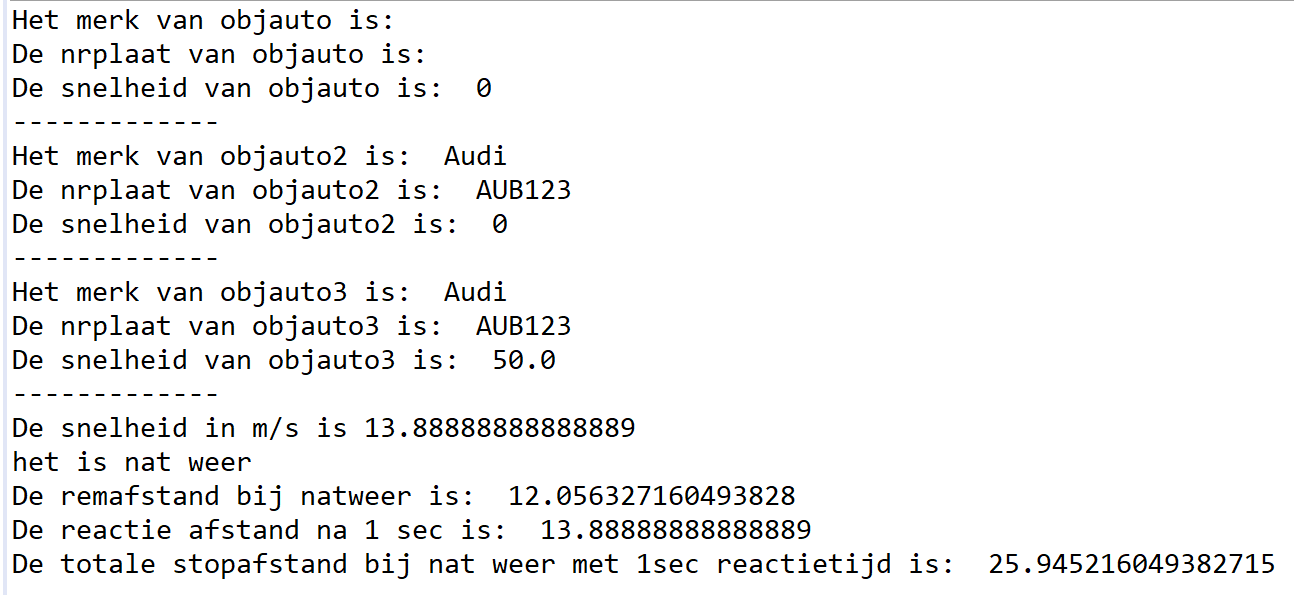 Het merk van objauto is:
De nrplaat van objauto is:
De snelheid van objauto is:  0
-------------
Het merk van objauto2 is:  Audi
De nrplaat van objauto2 is:  AUB123
De snelheid van objauto2 is:  0
-------------
Het merk van objauto3 is:  Audi
De nrplaat van objauto3 is:  AUB123
De snelheid van objauto3 is:  50.0
-------------
De snelheid in m/s is 13.88888888888889
het is nat weer
De remafstand bij natweer is:  12.056327160493828
De reactie afstand na 1 sec is:  13.88888888888889
De totale stopafstand bij nat weer met 1sec reactietijd is:  25.945216049382715